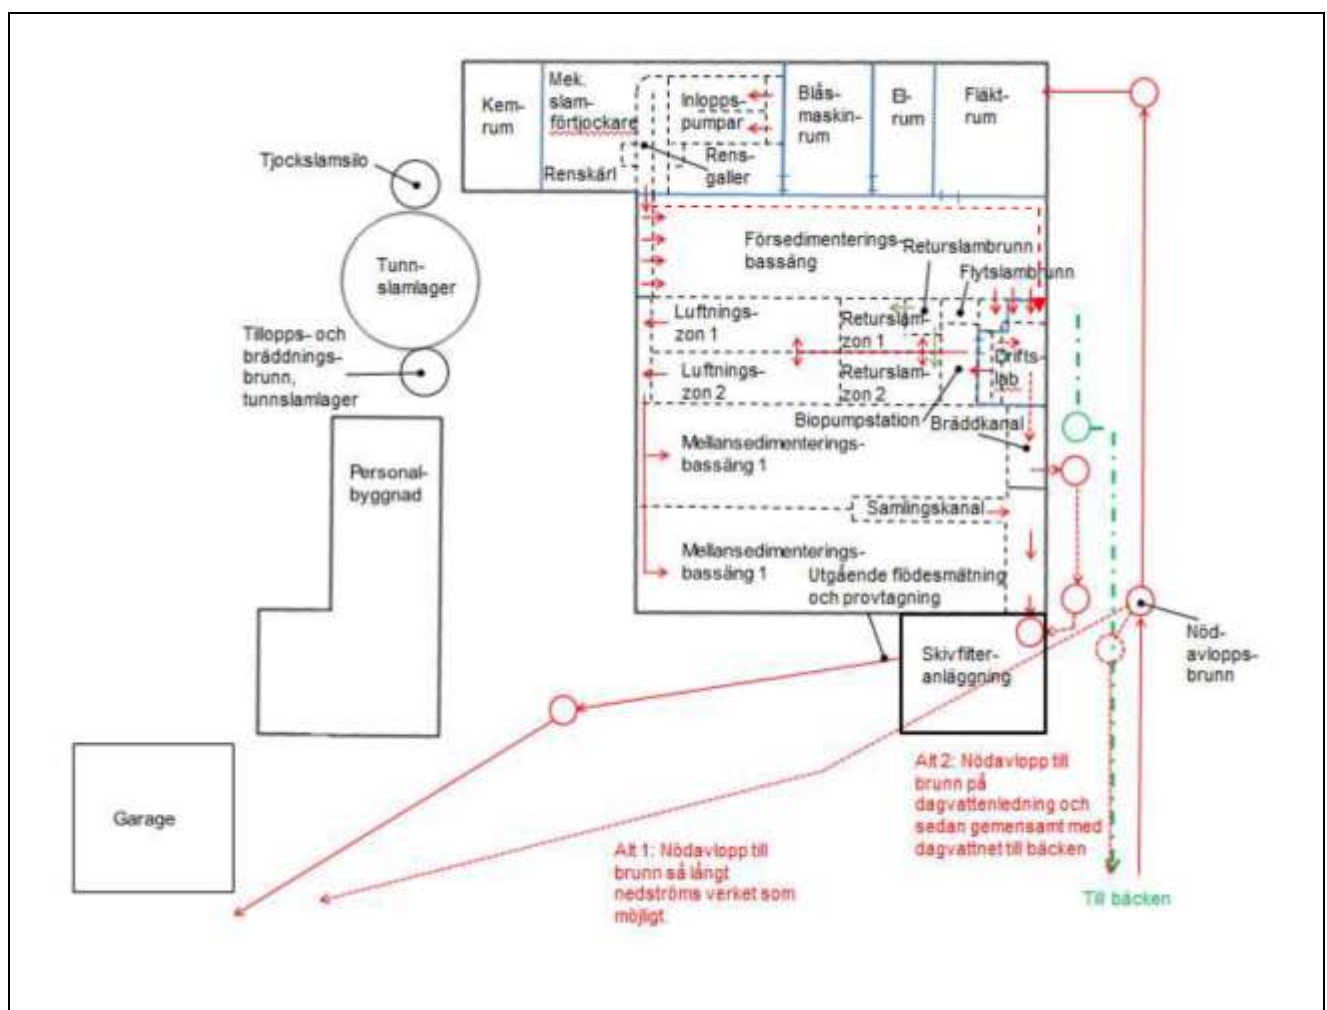 Kem-
rum
Mek.
slam-
förtjockare
Renskärl
Inlopps-
pumpar
Rens-
galler
Blås-
maskin-
rum
El-
rum
Fläkt-
rum
Tjockslamsilo
Tunn-
slamlager
Tillopps- och
bräddnings-
brunn,
tunnslamlager
Försedimenterings-
bassäng
Returslambrunn
Flytslambrunn
Luftnings-
zon 1
Returslam-
zon 1
Luftnings-
zon 2
Returslam-
zon 2
Drifts-
lab
Biopumpstation
Bräddkanal
Mellansedimenterings-
bassäng 1
Samlingskanal
Mellansedimenterings-
bassäng 1
Utgående flödesmätning
och provtagning
Personal-
byggnad
Skivfilter-
anläggning
Nöd-
avlopps-
brunn
Garage
Alt 1: Nödavlopp till
brunn så långt
nedströms verket som
möjligt.
Alt 2: Nödavlopp till
brunn på
dagvattenledning och
sedan gemensamt med
dagvattnet till bäcken
Till bäcken